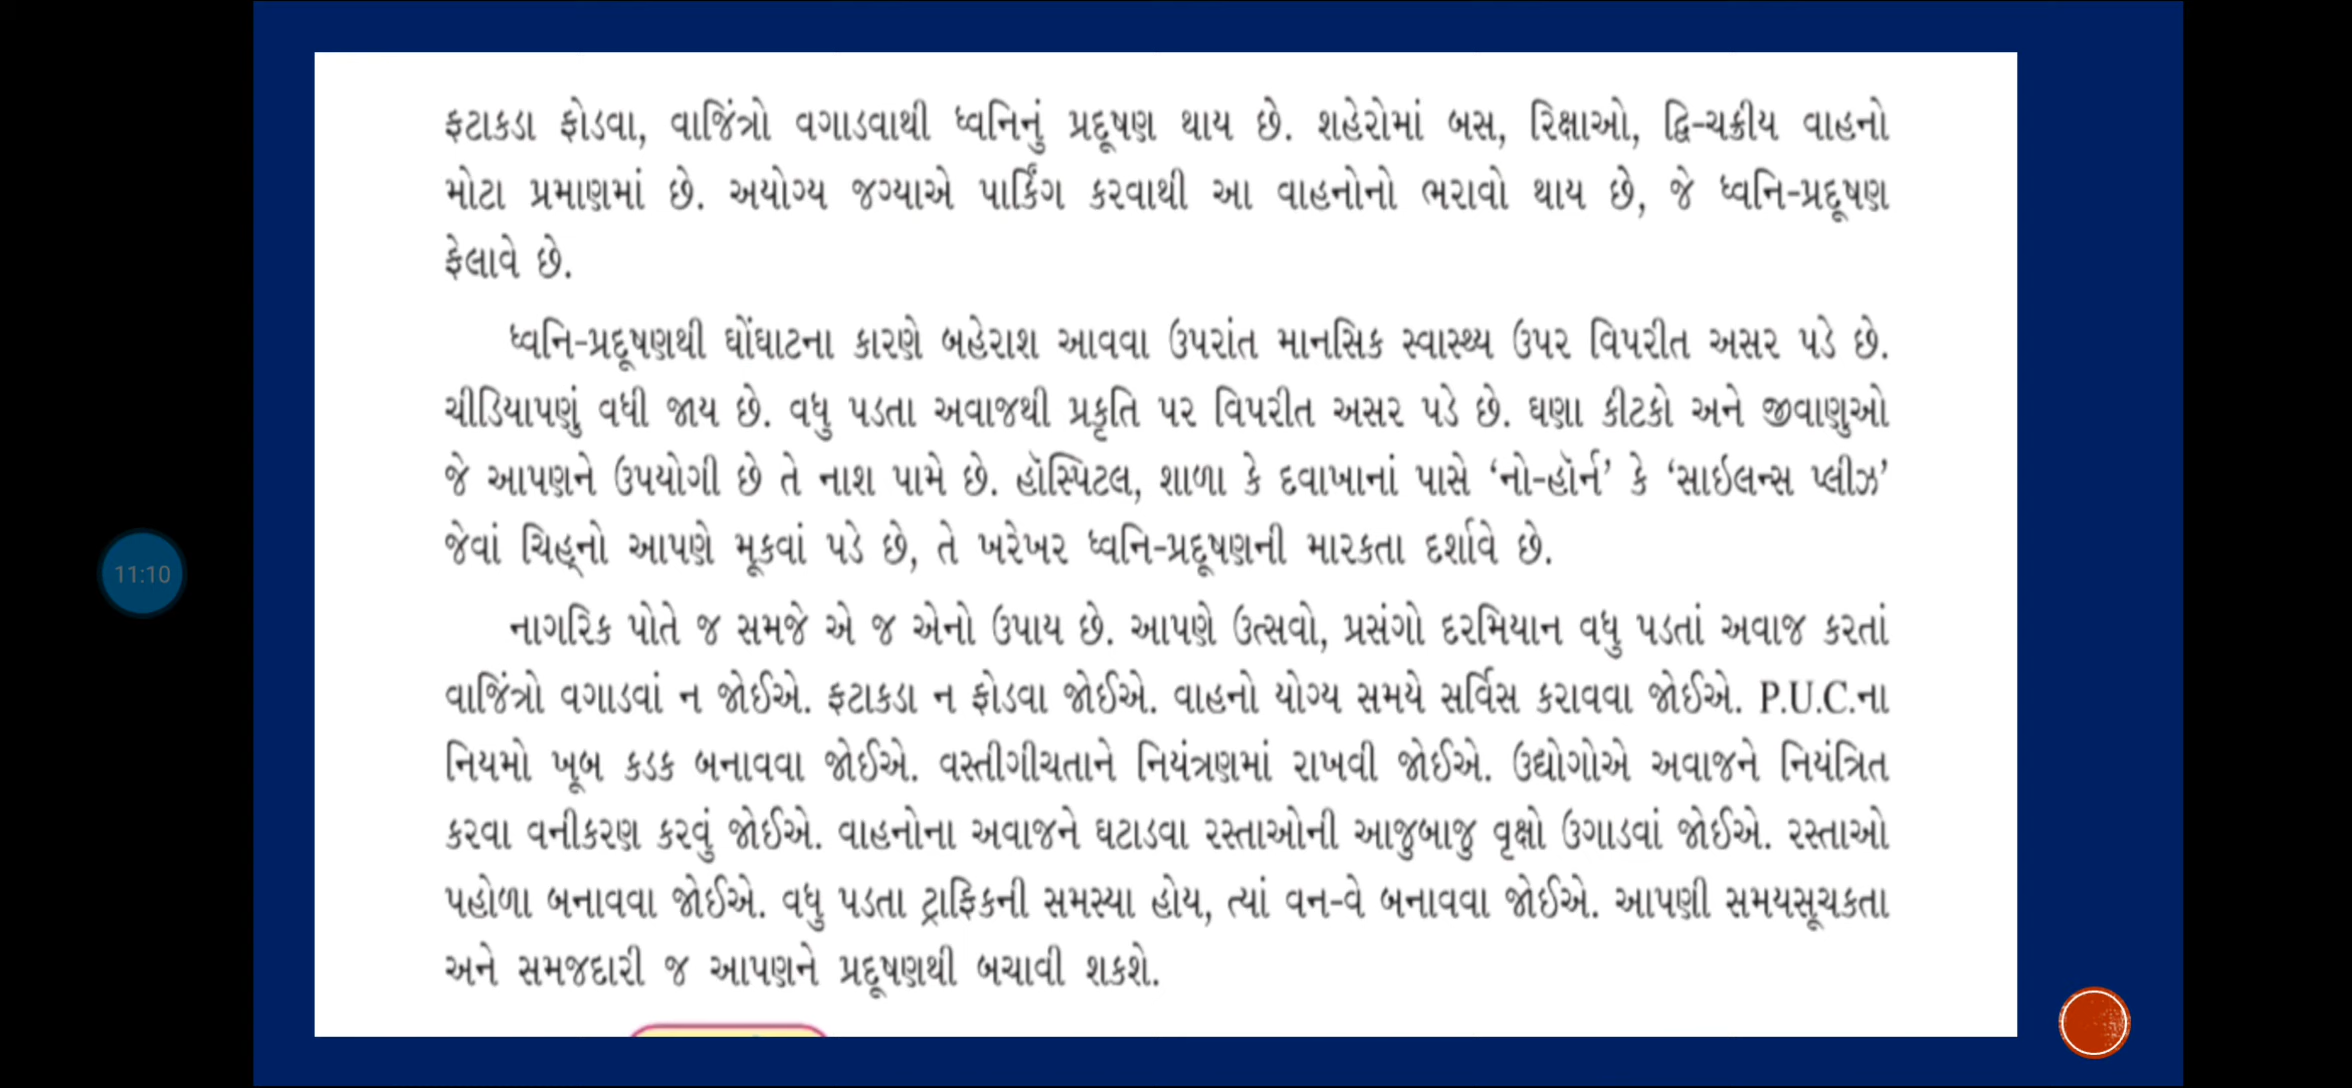 ફટાકડા ફોડવા, વાજિંત્રો વગાડવાથી ધ્વનિનું પ્રદૂષણ થાય છે. શહેરોમાં બસ, રિક્ષાઓ, દ્વિ-ચક્રીય વાહનો
મોટા પ્રમાણમાં છે. અયોગ્ય જગ્યાએ પાર્કિંગ કરવાથી આ વાહનોનો ભરાવો થાય છે, જે ધ્વનિ-પ્રદૂષણ
ફેલાવે છે.
ધ્વનિ-પ્રદૂષણથી ઘોંઘાટના કારણે બહેરાશ આવવા ઉપરાંત માનસિક સ્વાસ્થ્ય ઉપર વિપરીત અસર પડે છે.
ચીડિયાપણું વધી જાય છે. વધુ પડતા અવાજથી પ્રકૃતિ પર વિપરીત અસર પડે છે. ઘણા કીટકો અને જીવાણુઓ
જે આપણને ઉપયોગી છે તે નાશ પામે છે. હૉસ્પિટલ, શાળા કે દવાખાનાં પાસે ‘નો-હૉર્ન’ કે ‘સાઇલન્સ પ્લીઝ’
જેવાં ચિહ્નો આપણે મૂકવાં પડે છે, તે ખરેખર ધ્વનિ-પ્રદૂષણની મારકતા દર્શાવે છે.
11:10
નાગરિક પોતે જ સમજે એ જ એનો ઉપાય છે. આપણે ઉત્સવો, પ્રસંગો દરમિયાન વધુ પડતાં અવાજ કરતાં
વાજિંત્રો વગાડવાં ન જોઈએ. ફટાકડા ન ફોડવા જોઈએ. વાહનો યોગ્ય સમયે સર્વિસ કરાવવા જોઈએ. P.U.C.ના
નિયમો ખૂબ કડક બનાવવા જોઈએ. વસ્તીગીચતાને નિયંત્રણમાં રાખવી જોઈએ. ઉદ્યોગોએ અવાજને નિયંત્રિત
કરવા વનીકરણ કરવું જોઈએ. વાહનોના અવાજને ઘટાડવા રસ્તાઓની આજુબાજુ વૃક્ષો ઉગાડવાં જોઈએ. રસ્તાઓ
પહોળા બનાવવા જોઈએ. વધુ પડતા ટ્રાફિકની સમસ્યા હોય, ત્યાં વન-વે બનાવવા જોઈએ. આપણી સમયસૂચકતા
અને સમજદારી જ આપણને પ્રદૂષણથી બચાવી શકશે.